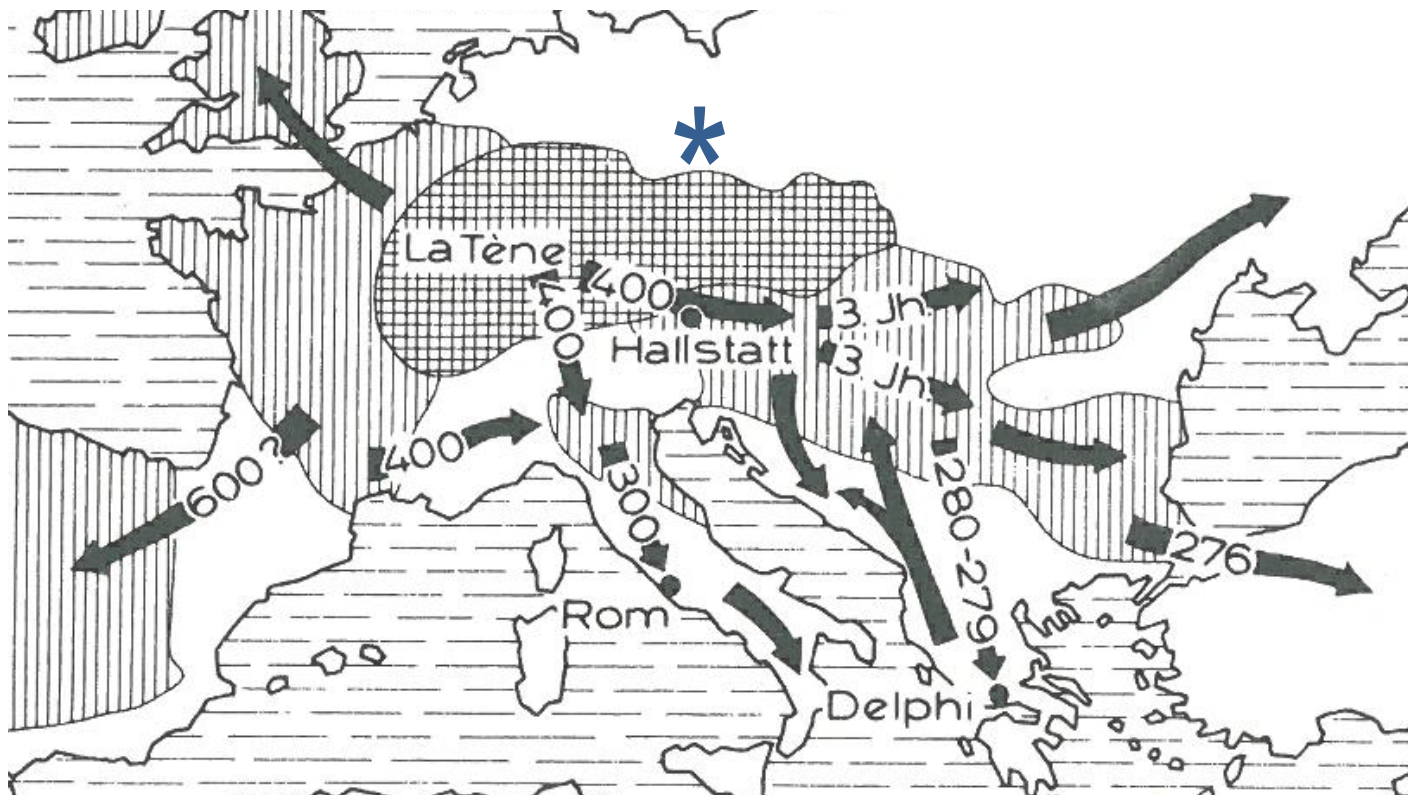 *
La Tène
400
400
3. Jh.
Hallstatt
3. Jh.
400
600 ?
300
280-279
276
Rom
Delphi